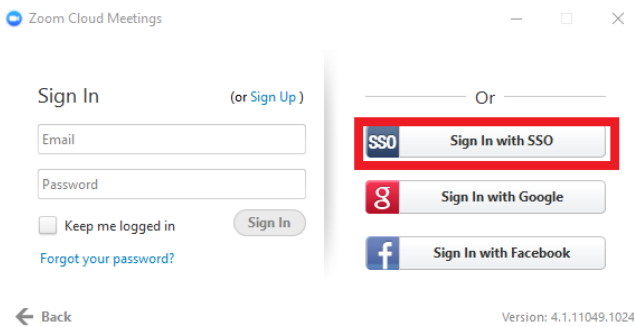 Zoom Cloud Meetings
Sign In
(or Sign Up )
Email
Password
Keep me logged in
Sign In
Forgot your password?
Or
SSO Sign In with SSO
g Sign In with Google
f Sign In with Facebook
Back
Version: 4.1.11049.1024